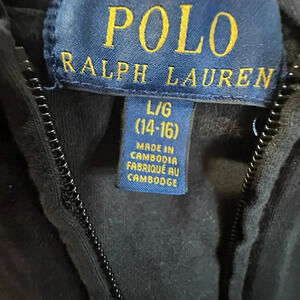 POLO
RALPH LAUREN
L/G
(14-16)
MADE IN
CAMBODIA
FABRIQUÉ AU
CAMBODGE